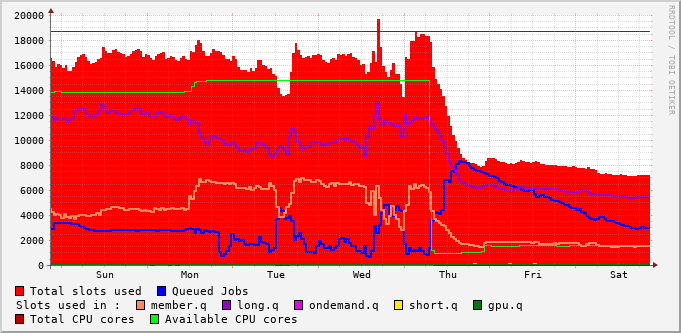 20000
18000
16000
14000
12000
10000
8000
6000
4000
2000
0
Sun Mon Tue Wed Thu Fri Sat
RRDTOOL / TOBI OETIKER
Total slots used Queued Jobs
Slots used in : member.q long.q ondemand.q short.q gpu.q
Total CPU cores Available CPU cores